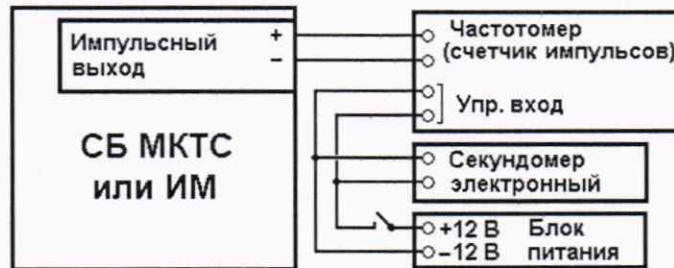 Импульсный +
выход –
СБ МКТС
или ИМ
Частотомер
(счетчик импульсов)
Упр. вход
Секундомер
электронный
+12 В Блок
–12 В питания